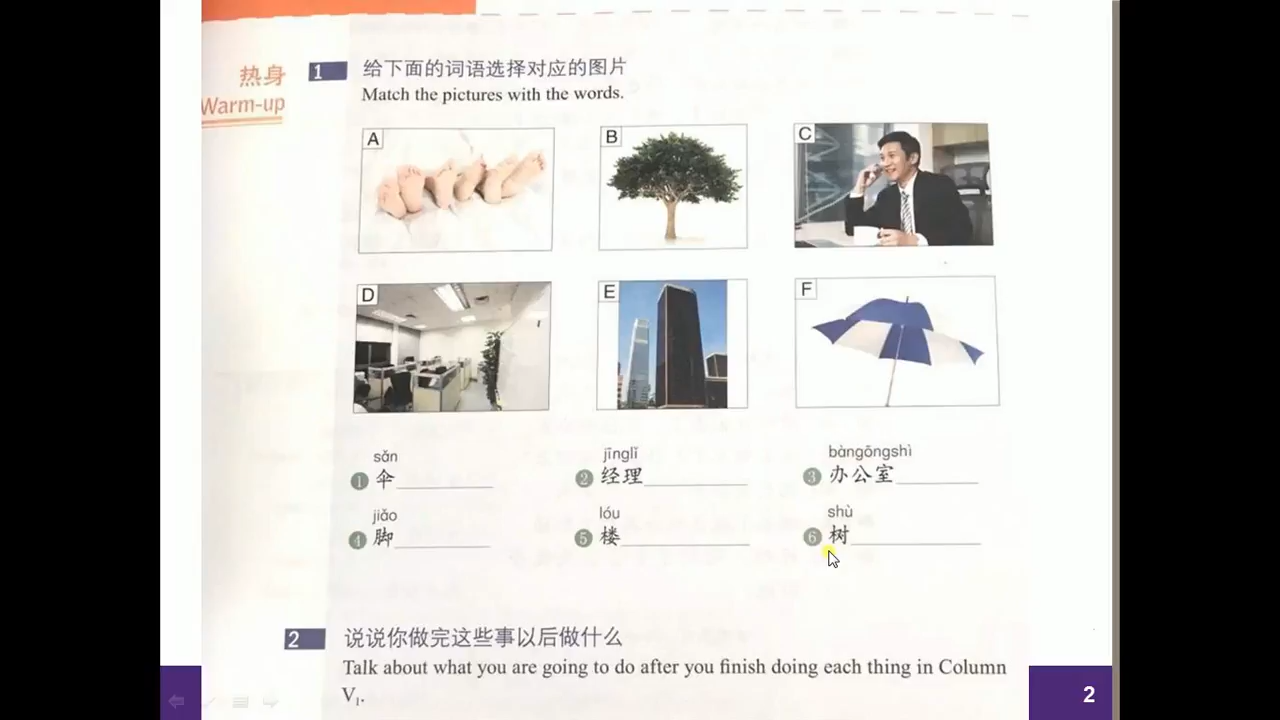 热身
Warm-up
1 给下面的词语选择对应的图片
Match the pictures with the words.
A
B
C
D
E
F
sǎn
1 伞
jīnglǐ
2 经理
bàngōngshì
3 办公室
jiǎo
4 脚
lóu
5 楼
shù
6 树
2 说说你做完这些事以后做什么
Talk about what you are going to do after you finish doing each thing in Column
V₁.
2